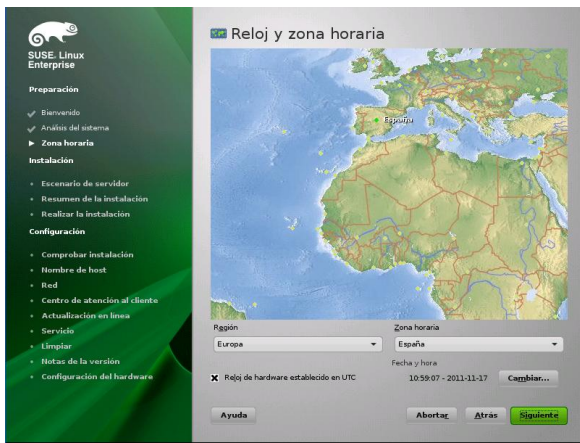 SUSE. Linux
Enterprise
Preparación
Bienvenido
Análisis del sistema
Zona horaria
Instalación
Escenario de servidor
Resumen de la instalación
Realizar la instalación
Configuración
Comprobar instalación
Nombre de host
Red
Centro de atención al cliente
Actualización en línea
Servicio
Limpiar
Notas de la versión
Configuración del hardware
Reloj y zona horaria
España
Región
Zona horaria
Europa
España
Fecha y hora
Reloj de hardware establecido en UTC
10:59:07 - 2011-11-17
Cambiar...
Ayuda
Abortar
Atrás
Siguiente